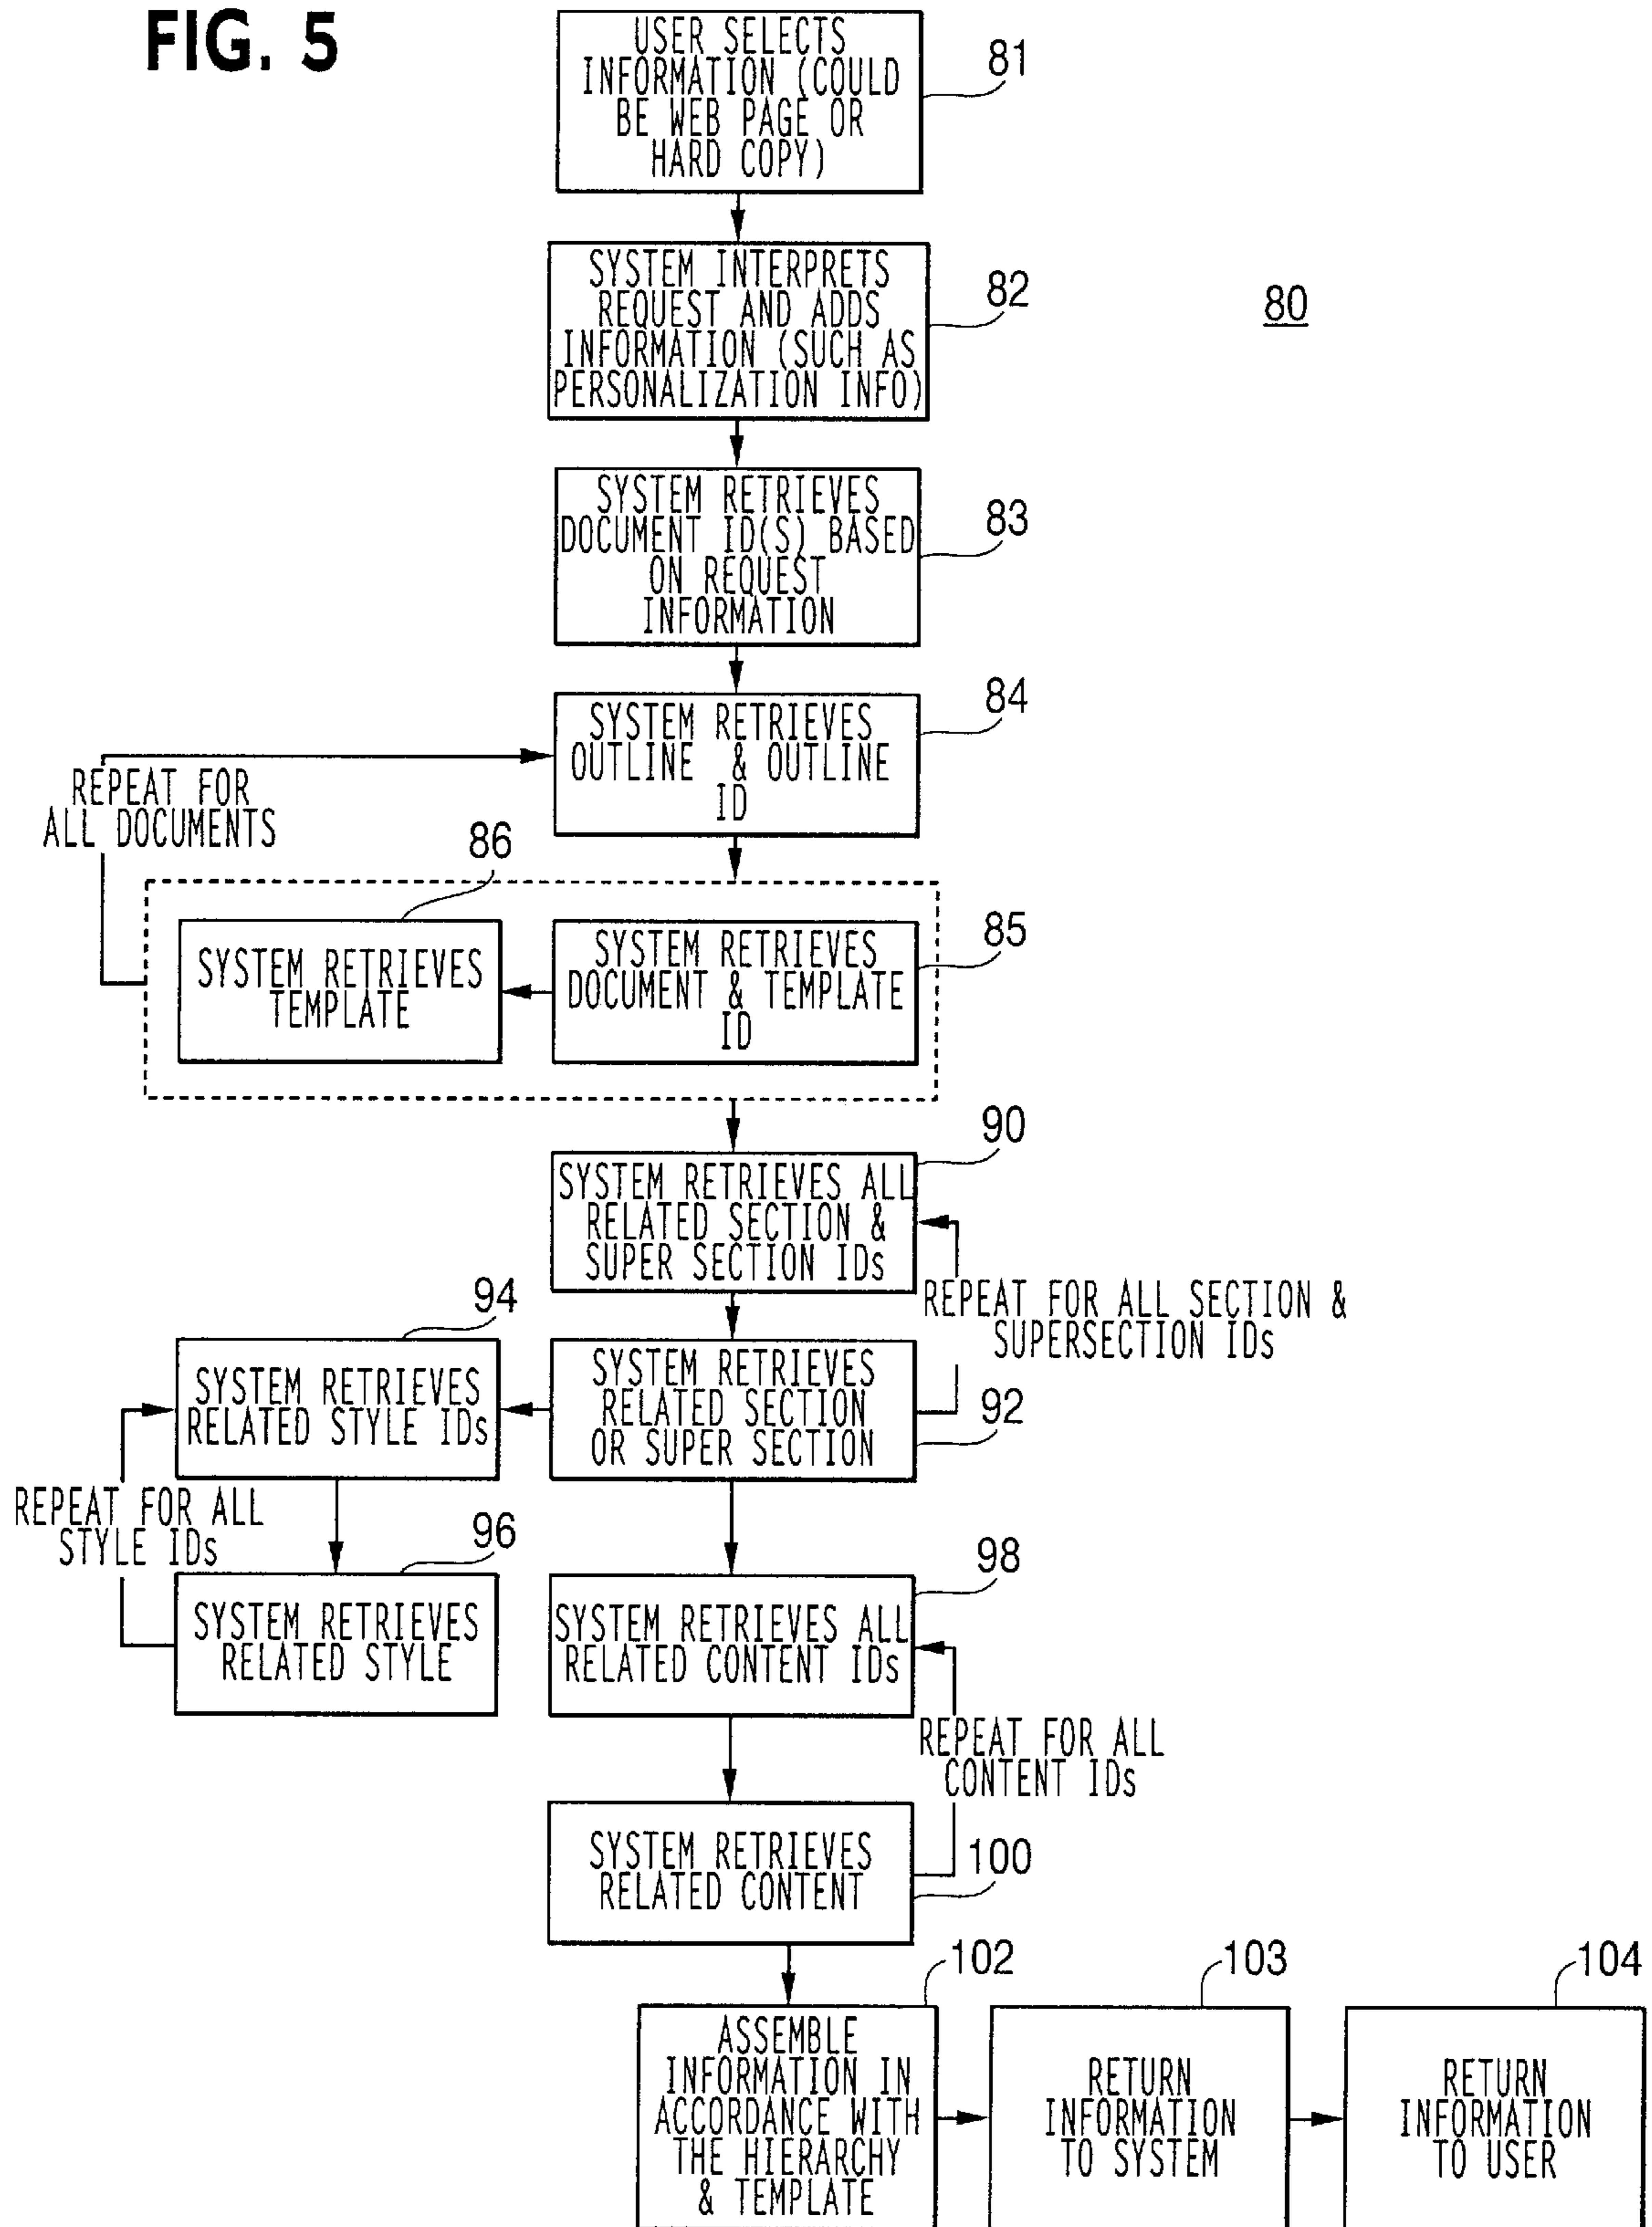 FIG. 5
USER SELECTS
INFORMATION (COULD
BE WEB PAGE OR
HARD COPY)
81
SYSTEM INTERPRETS
REQUEST AND ADDS
INFORMATION (SUCH AS
PERSONALIZATION INFO)
82
80
SYSTEM RETRIEVES
DOCUMENT ID(S) BASED
ON REQUEST
INFORMATION
83
SYSTEM RETRIEVES
OUTLINE & OUTLINE
ID
84
REPEAT FOR
ALL DOCUMENTS
86
SYSTEM RETRIEVES
TEMPLATE
SYSTEM RETRIEVES
DOCUMENT & TEMPLATE
ID
85
SYSTEM RETRIEVES ALL
RELATED SECTION &
SUPER SECTION IDs
90
REPEAT FOR ALL SECTION &
SUPERSECTION IDs
94
SYSTEM RETRIEVES
RELATED STYLE IDs
SYSTEM RETRIEVES
RELATED SECTION
OR SUPER SECTION
92
REPEAT FOR ALL
STYLE IDs
96
SYSTEM RETRIEVES
RELATED STYLE
SYSTEM RETRIEVES ALL
RELATED CONTENT IDs
98
REPEAT FOR ALL
CONTENT IDs
SYSTEM RETRIEVES
RELATED CONTENT
100
102
ASSEMBLE
INFORMATION IN
ACCORDANCE WITH
THE HIERARCHY
& TEMPLATE
103
RETURN
INFORMATION
TO SYSTEM
104
RETURN
INFORMATION
TO USER